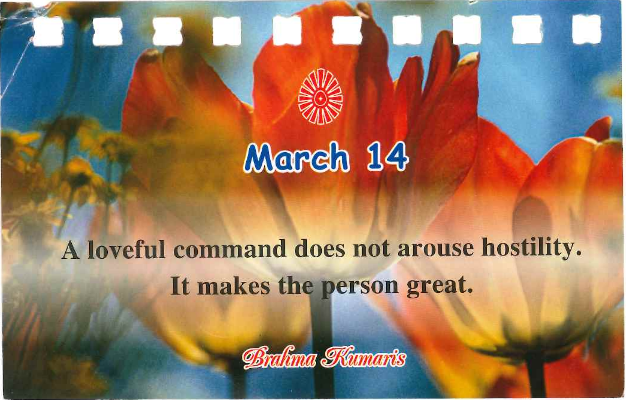 March 14
A loveful command does not arouse hostility.
It makes the person great.
Brahma Kumaris